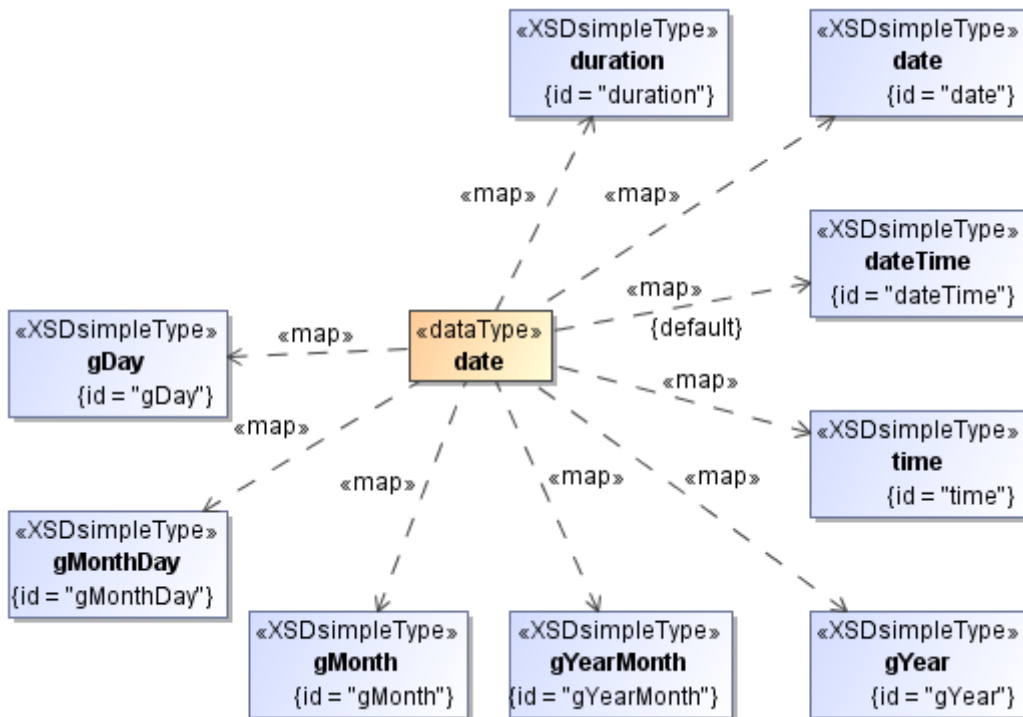 «XSDsimpleType»
duration
{id = "duration"}
«XSDsimpleType»
date
{id = "date"}
«map»
«map»
«XSDsimpleType»
dateTime
{id = "dateTime"}
«map»
{default}
«XSDsimpleType»
gDay
{id = "gDay"}
«map»
«dataType»
date
«map»
«XSDsimpleType»
time
{id = "time"}
«map»
«map»
«map»
«map»
«XSDsimpleType»
gMonthDay
{id = "gMonthDay"}
«XSDsimpleType»
gMonth
{id = "gMonth"}
«XSDsimpleType»
gYearMonth
{id = "gYearMonth"}
«XSDsimpleType»
gYear
{id = "gYear"}